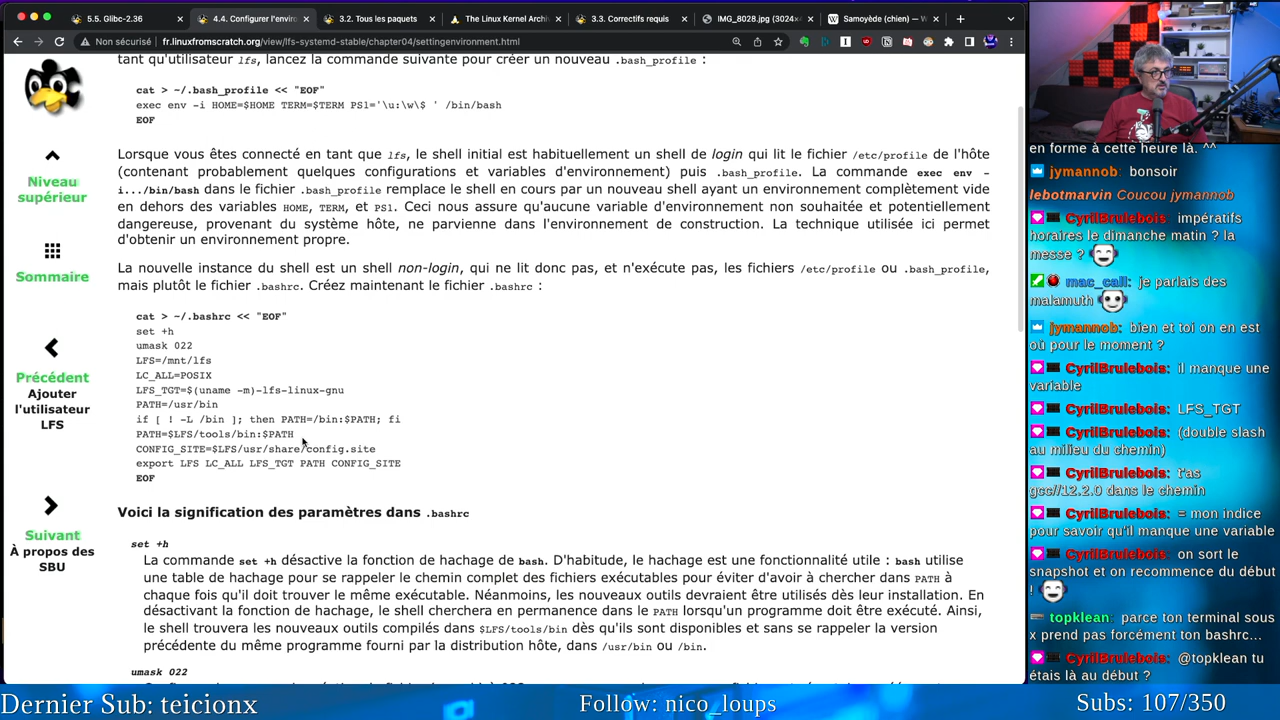 5.5. Glibc-2.36
4.4. Configurer l'enviro
3.2. Tous les paquets
The Linux Kernel Archi
3.3. Correctifs requis
IMG_8028.jpg (3024×4
Samoyède (chien) — W
Non sécurisé
fr.linuxfromscratch.org/view/lfs-systemd-stable/chapter04/settingenvironment.html
tant qu'utilisateur lfs, lancez la commande suivante pour créer un nouveau .bash_profile :
cat > ~/.bash_profile << "EOF"
exec env -i HOME=$HOME TERM=$TERM PS1='\u:\w\$ ' /bin/bash
EOF
Lorsque vous êtes connecté en tant que lfs, le shell initial est habituellement un shell de login qui lit le fichier /etc/profile de l'hôte
(contenant probablement quelques configurations et variables d'environnement) puis .bash_profile. La commande exec env -
i.../bin/bash dans le fichier .bash_profile remplace le shell en cours par un nouveau shell ayant un environnement complètement vide
en dehors des variables HOME, TERM, et PS1. Ceci nous assure qu'aucune variable d'environnement non souhaitée et potentiellement
dangereuse, provenant du système hôte, ne parvienne dans l'environnement de construction. La technique utilisée ici permet
d'obtenir un environnement propre.
La nouvelle instance du shell est un shell non-login, qui ne lit donc pas, et n'exécute pas, les fichiers /etc/profile ou .bash_profile,
mais plutôt le fichier .bashrc. Créez maintenant le fichier .bashrc :
cat > ~/.bashrc << "EOF"
set +h
umask 022
LFS=/mnt/lfs
LC_ALL=POSIX
LFS_TGT=$(uname -m)-lfs-linux-gnu
PATH=/usr/bin
if [ ! -L /bin ]; then PATH=/bin:$PATH; fi
PATH=$LFS/tools/bin:$PATH
CONFIG_SITE=$LFS/usr/share/config.site
export LFS LC_ALL LFS_TGT PATH CONFIG_SITE
EOF
Voici la signification des paramètres dans .bashrc
set +h
La commande set +h désactive la fonction de hachage de bash. D'habitude, le hachage est une fonctionnalité utile : bash utilise
une table de hachage pour se rappeler le chemin complet des fichiers exécutables pour éviter d'avoir à chercher dans PATH à
chaque fois qu'il doit trouver le même exécutable. Néanmoins, les nouveaux outils devraient être utilisés dès leur installation. En
désactivant la fonction de hachage, le shell cherchera en permanence dans le PATH lorsqu'un programme doit être exécuté. Ainsi,
le shell trouvera les nouveaux outils compilés dans $LFS/tools/bin dès qu'ils sont disponibles et sans se rappeler la version
précédente du même programme fourni par la distribution hôte, dans /usr/bin ou /bin.
umask 022
Niveau
supérieur
Sommaire
Précédent
Ajouter
l'utilisateur
LFS
Suivant
À propos des
SBU
en forme à cette heure là. ^^
jymannob: bonsoir
lebotmarvin Coucou jymannob
CyrilBrulebois: impératifs
horaires le dimanche matin ? la
messe ?
mac_call: je parlais des
malamuth
jymannob: bien et toi on en est
où pour le moment ?
CyrilBrulebois: il manque une
variable
CyrilBrulebois: LFS_TGT
CyrilBrulebois: (double slash
au milieu du chemin)
CyrilBrulebois: t'as
gcc//12.2.0 dans le chemin
CyrilBrulebois: = mon indice
pour savoir qu'il manque une variable
CyrilBrulebois: on sort le
snapshot et on recommence du début
!
topklean: parce ton terminal sous
x prend pas forcément ton bashrc...
CyrilBrulebois: @topklean tu
étais là au début ?
Dernier Sub: teicionx
Follow: nico_loups
Subs: 107/350